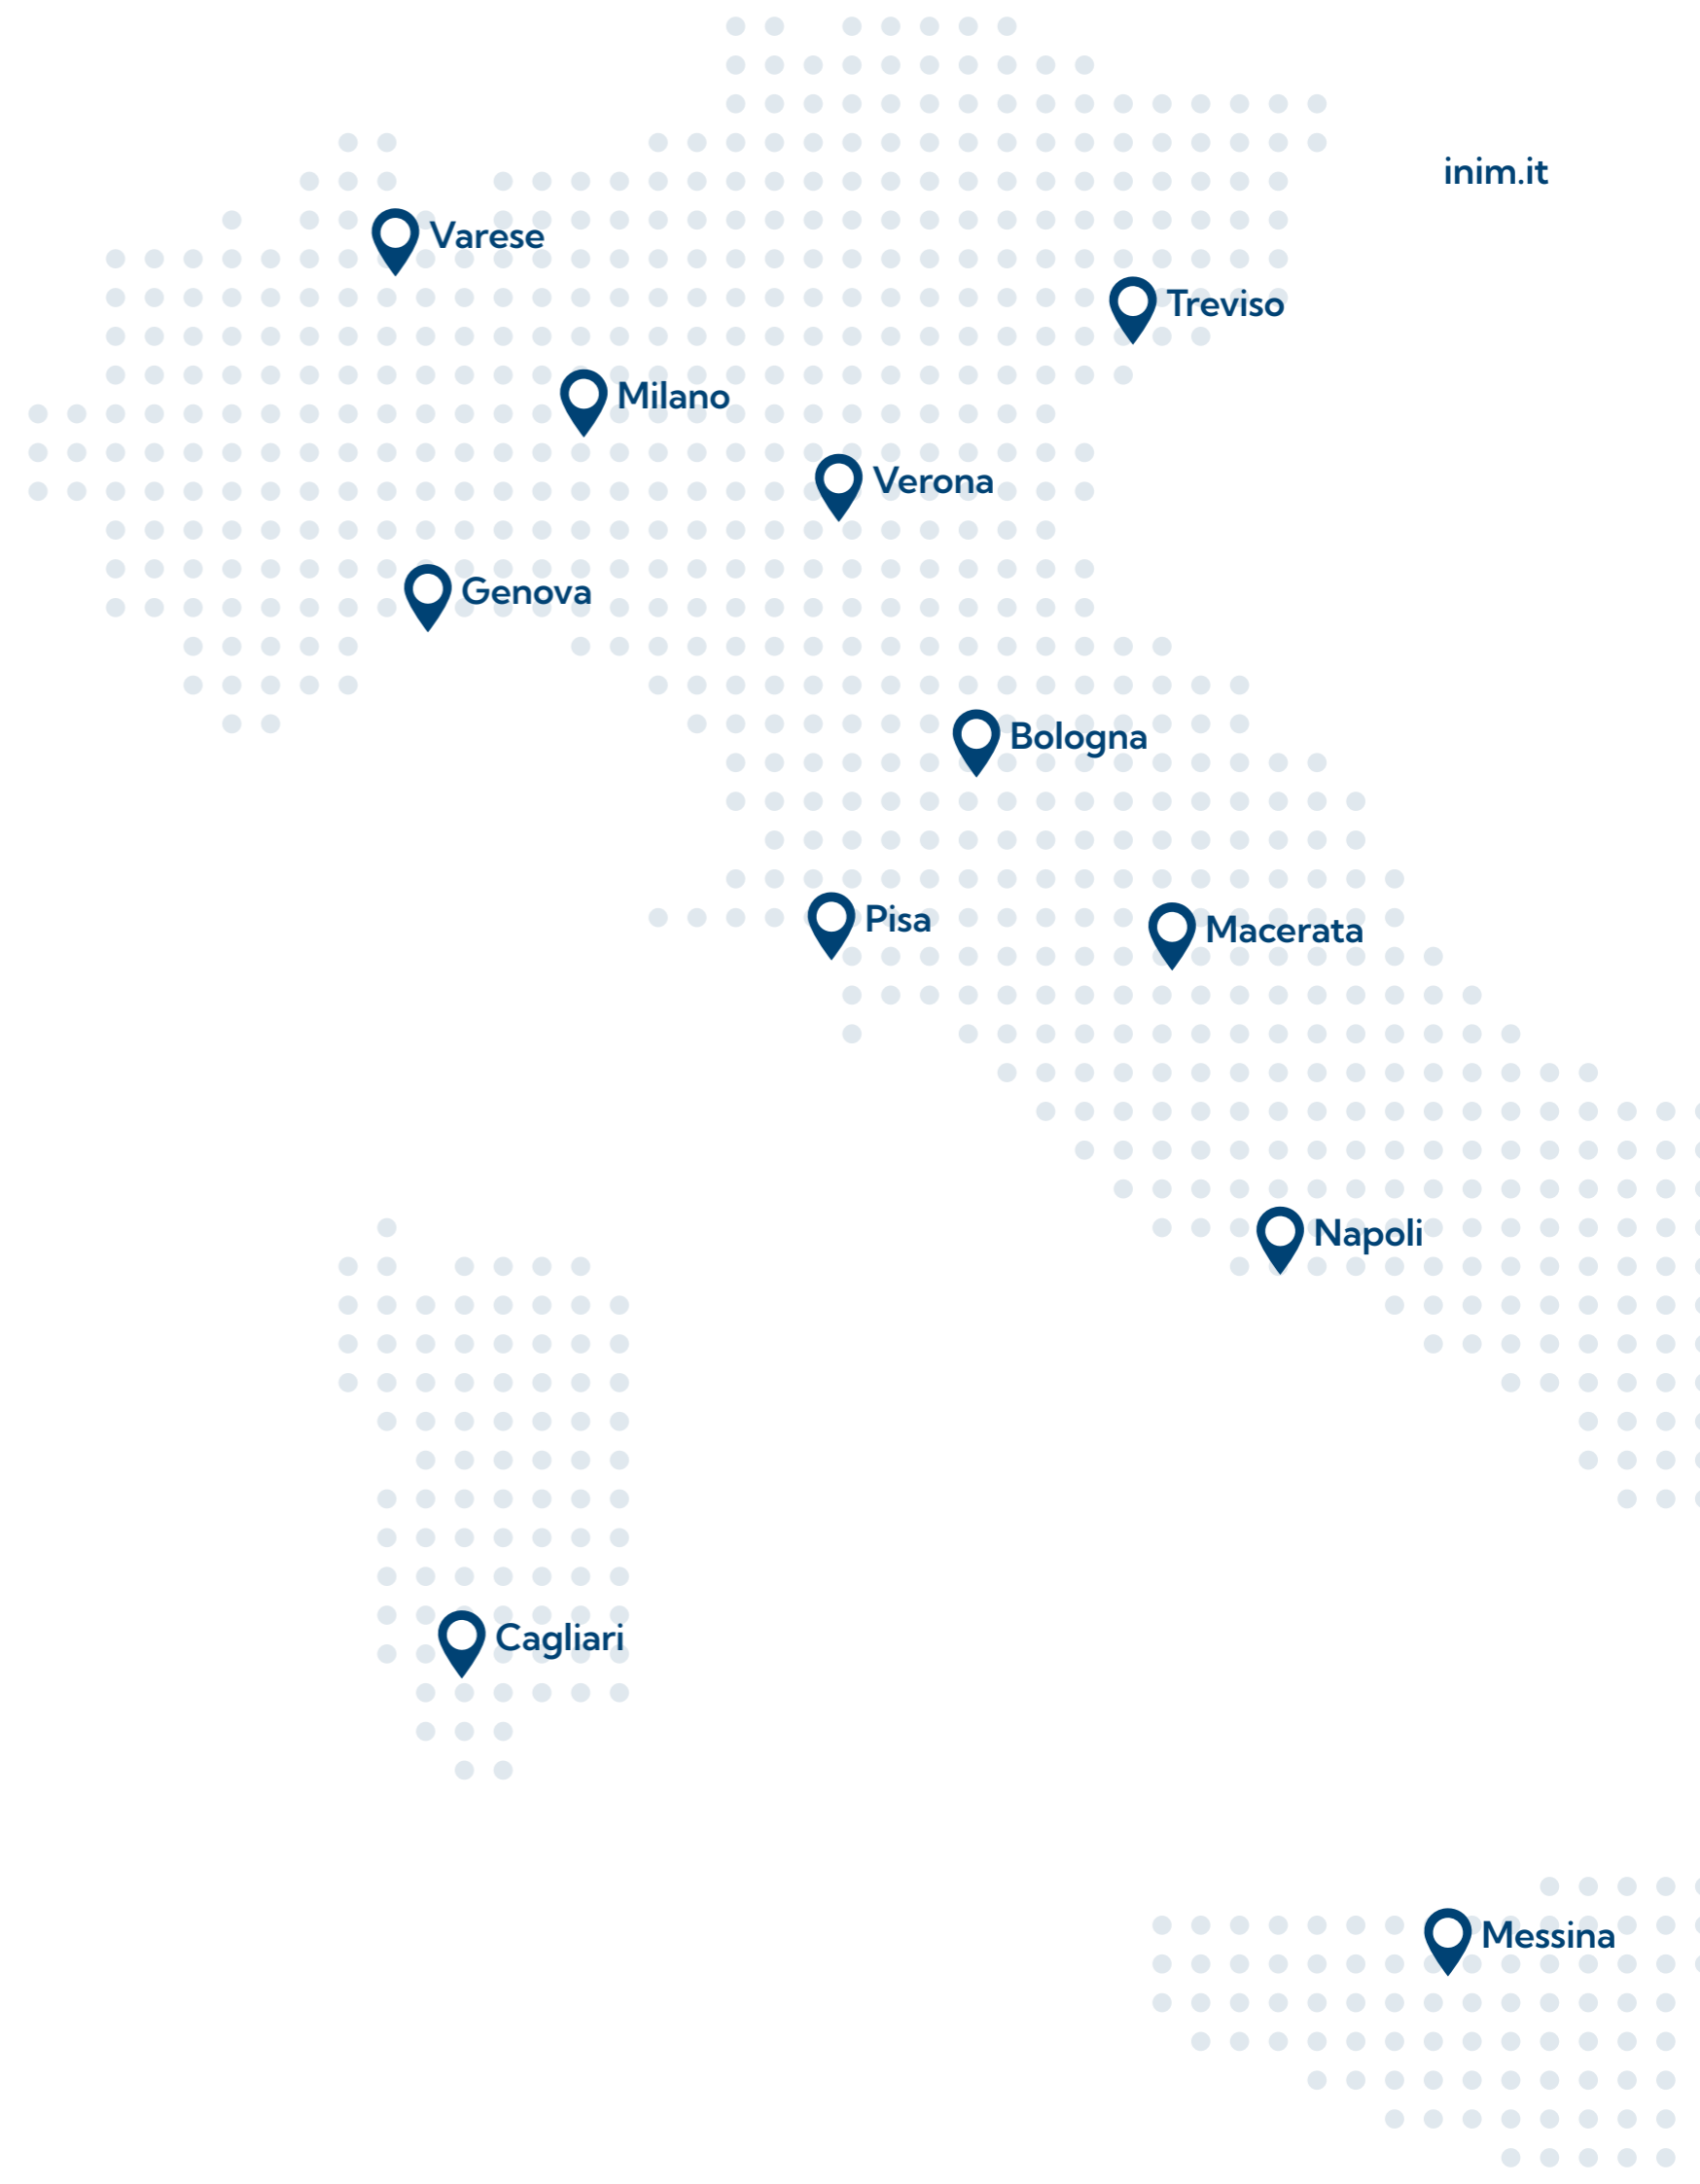 inim.it
Varese
Treviso
Milano
Verona
Genova
Bologna
Pisa
Macerata
Napoli
Cagliari
Messina